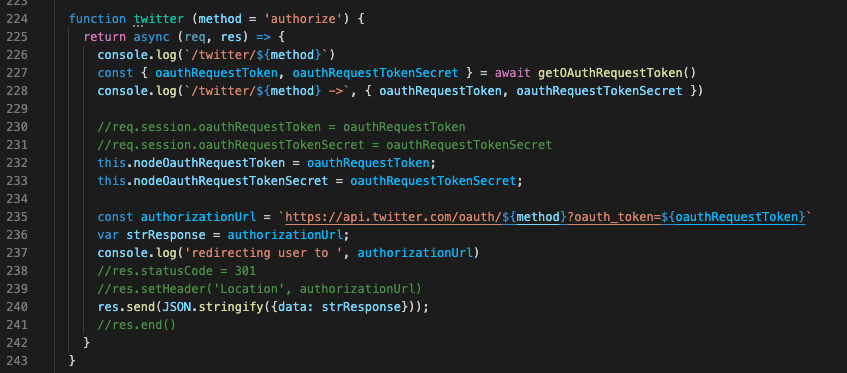 223
224 function twitter (method = 'authorize') {
225 return async (req, res) => {
226 console.log(`/twitter/${method}`)
227 const { oauthRequestToken, oauthRequestTokenSecret } = await getOAuthRequestToken()
228 console.log(`/twitter/${method} ->`, { oauthRequestToken, oauthRequestTokenSecret })
229
230 //req.session.oauthRequestToken = oauthRequestToken
231 //req.session.oauthRequestTokenSecret = oauthRequestTokenSecret
232 this.nodeOauthRequestToken = oauthRequestToken;
233 this.nodeOauthRequestTokenSecret = oauthRequestTokenSecret;
234
235 const authorizationUrl = `https://api.twitter.com/oauth/${method}?oauth_token=${oauthRequestToken}`
236 var strResponse = authorizationUrl;
237 console.log('redirecting user to ', authorizationUrl)
238 //res.statusCode = 301
239 //res.setHeader('Location', authorizationUrl)
240 res.send(JSON.stringify({data: strResponse}));
241 //res.end()
242 }
243 }